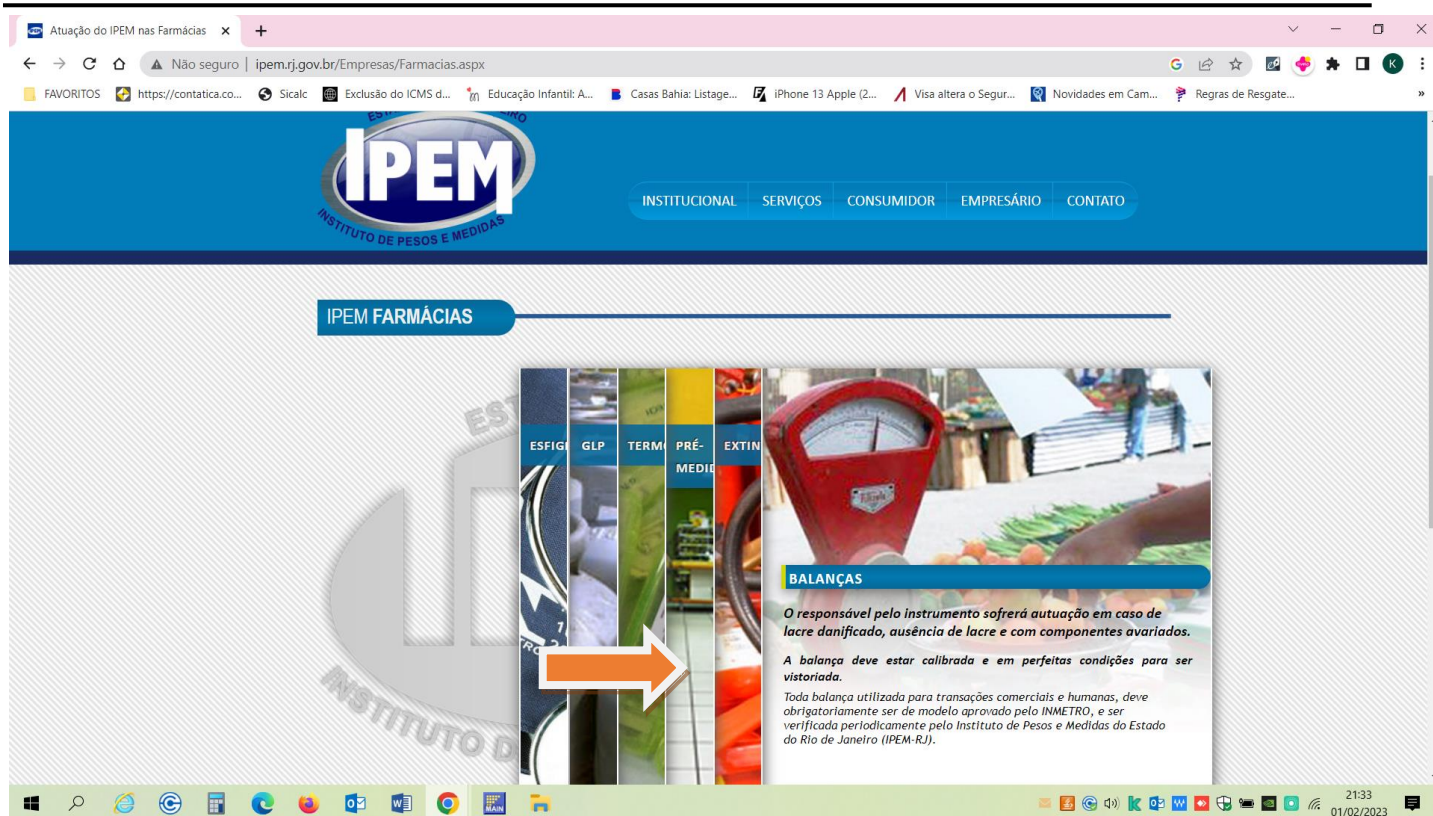 Atuação do IPEM nas Farmácias
Não seguro | ipem.rj.gov.br/Empresas/Farmacias.aspx
K
FAVORITOS https://contatica.co... Sicalc Exclusão do ICMS d... Educação Infantil: A... Casas Bahia: Listage... iPhone 13 Apple (2... Visa altera o Segur... Novidades em Cam... Regras de Resgate... »
IPEM
INSTITUTO DE PESOS E MEDIDAS
INSTITUCIONAL SERVIÇOS CONSUMIDOR EMPRESÁRIO CONTATO
IPEM FARMÁCIAS
ESFIG GLP TERM PRÉ- EXTIN
MEDID
Filizola
BALANÇAS
O responsável pelo instrumento sofrerá autuação em caso de
lacre danificado, ausência de lacre e com componentes avariados.
A balança deve estar calibrada e em perfeitas condições para ser
vistoriada.
Toda balança utilizada para transações comerciais e humanas, deve
obrigatoriamente ser de modelo aprovado pelo INMETRO, e ser
verificada periodicamente pelo Instituto de Pesos e Medidas do Estado
do Rio de Janeiro (IPEM-RJ).
INSTITUTO D
MAIN
21:33
01/02/2023